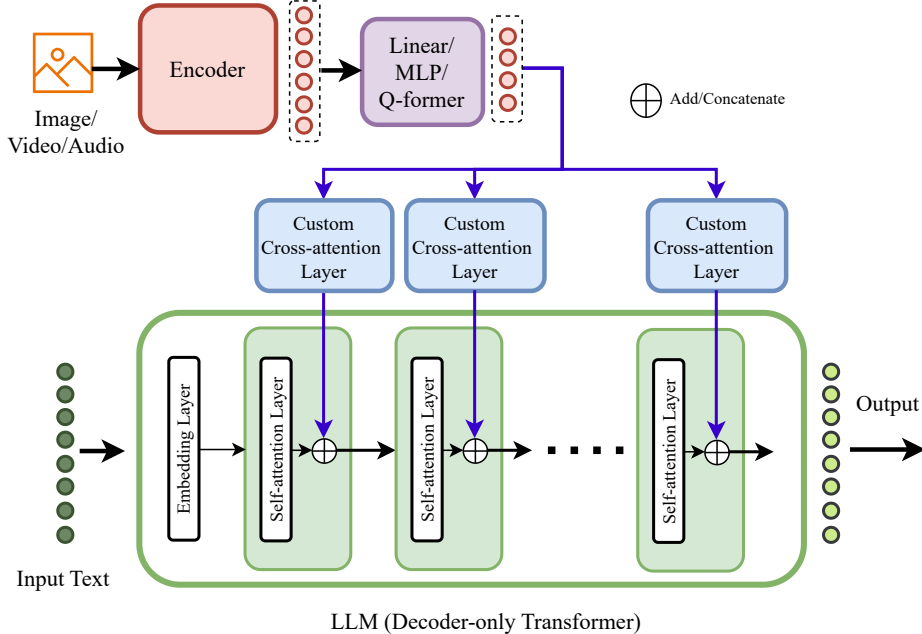 Image/
Video/Audio
Encoder
Linear/
MLP/
Q-former
Add/Concatenate
Custom
Cross-attention
Layer
Custom
Cross-attention
Layer
Custom
Cross-attention
Layer
Input Text
Embedding Layer
Self-attention Layer
Self-attention Layer
Self-attention Layer
Output
LLM (Decoder-only Transformer)